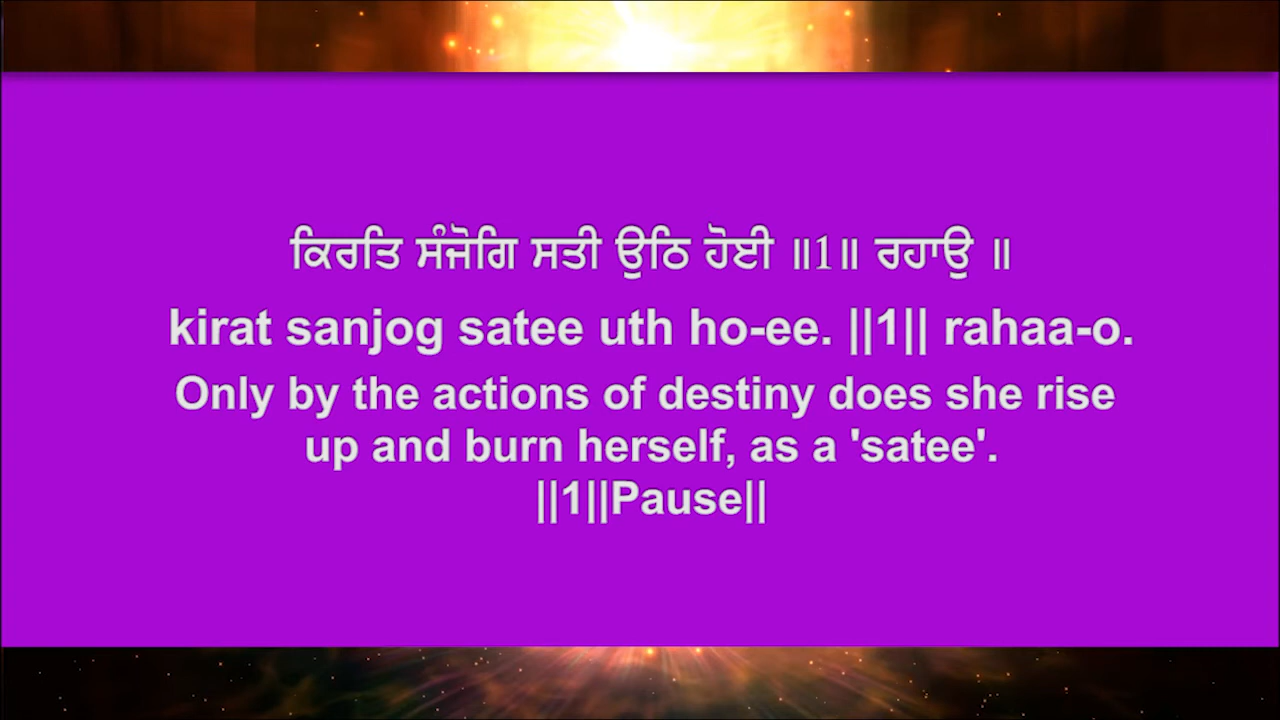 ਕਿਰਤਿ ਸੰਜੋਗਿ ਸਤੀ ਉਠਿ ਹੋਈ ॥1॥ ਰਹਾਉ ॥
kirat sanjog satee uth ho-ee. ||1|| rahaa-o.
Only by the actions of destiny does she rise
up and burn herself, as a 'satee'.
||1||Pause||